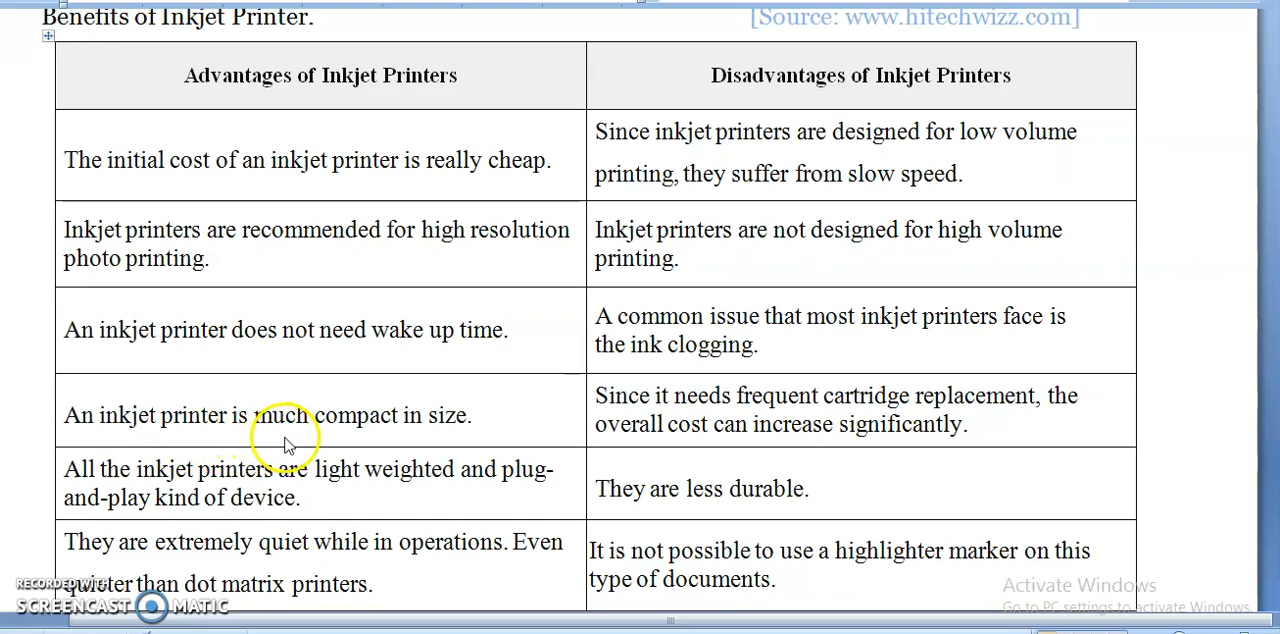 Benefits of Inkjet Printer.
[Source: www.hitechwizz.com]
Advantages of Inkjet Printers
Disadvantages of Inkjet Printers
The initial cost of an inkjet printer is really cheap.
Since inkjet printers are designed for low volume
printing, they suffer from slow speed.
Inkjet printers are recommended for high resolution
photo printing.
Inkjet printers are not designed for high volume
printing.
An inkjet printer does not need wake up time.
A common issue that most inkjet printers face is
the ink clogging.
An inkjet printer is much compact in size.
Since it needs frequent cartridge replacement, the
overall cost can increase significantly.
All the inkjet printers are light weighted and plug-
and-play kind of device.
They are less durable.
They are extremely quiet while in operations. Even
quieter than dot matrix printers.
It is not possible to use a highlighter marker on this
type of documents.
RECORDED WITH
SCREENCAST MATIC
Activate Windows
Go to PC settings to activate Windows.